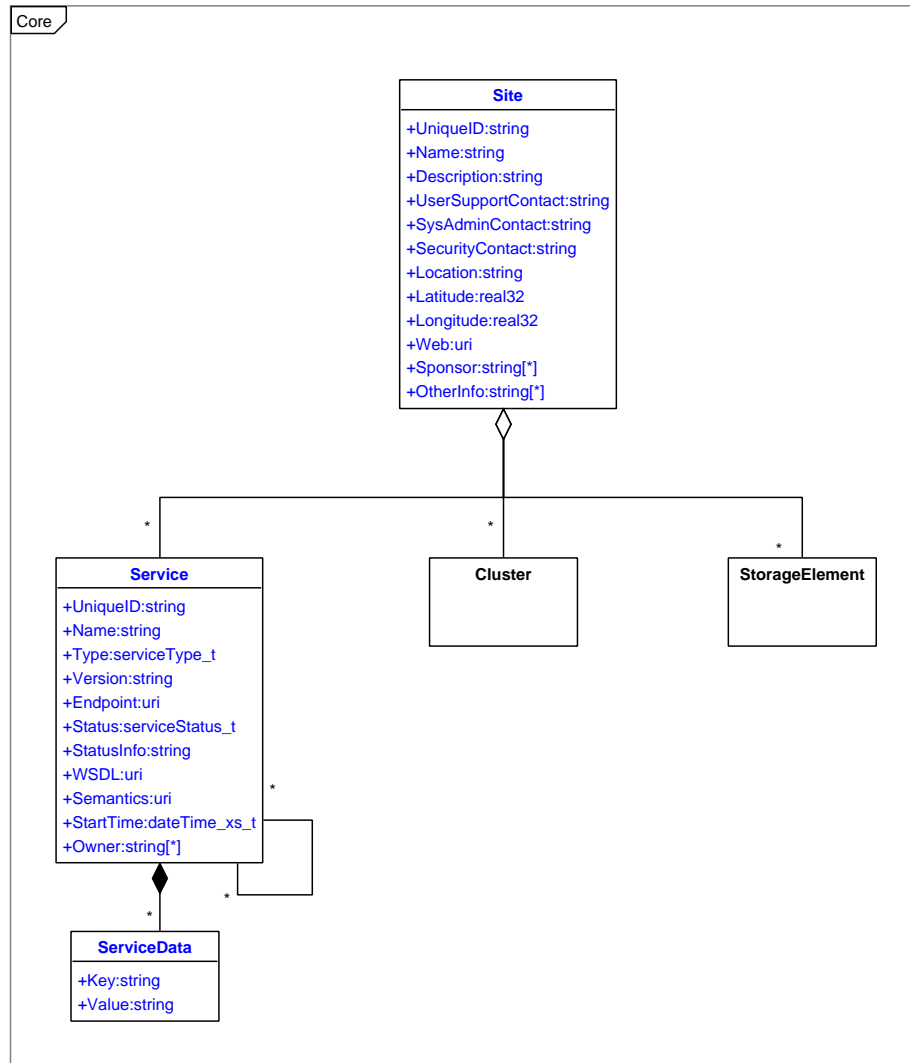 Core
Site
+UniqueID:string
+Name:string
+Description:string
+UserSupportContact:string
+SysAdminContact:string
+SecurityContact:string
+Location:string
+Latitude:real32
+Longitude:real32
+Web:uri
+Sponsor:string[*]
+OtherInfo:string[*]
*
*
*
Service
+UniqueID:string
+Name:string
+Type:serviceType_t
+Version:string
+Endpoint:uri
+Status:serviceStatus_t
+StatusInfo:string
+WSDL:uri
+Semantics:uri
+StartTime:dateTime_xs_t
+Owner:string[*]
Cluster
StorageElement
*
*
*
ServiceData
+Key:string
+Value:string